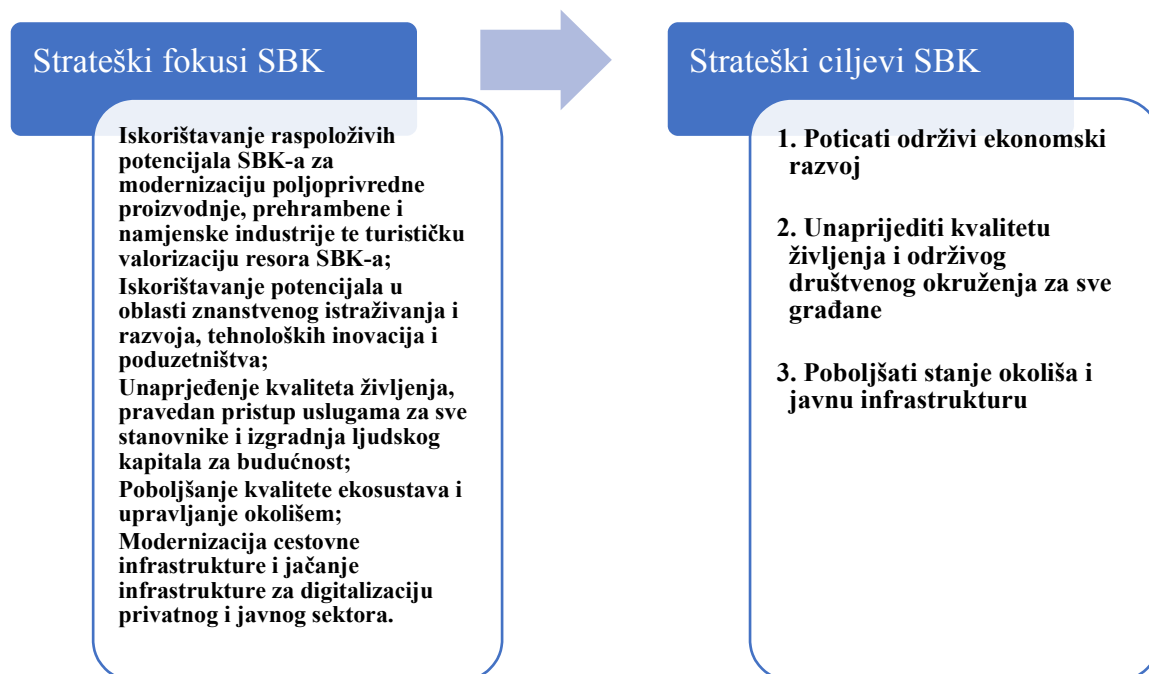 Strateški fokusi SBK
Iskorištavanje raspoloživih
potencijala SBK-a za
modernizaciju poljoprivredne
proizvodnje, prehrambene i
namjenske industrije te turističku
valorizaciju resora SBK-a;
Iskorištavanje potencijala u
oblasti znanstvenog istraživanja i
razvoja, tehnoloških inovacija i
poduzetništva;
Unaprjeđenje kvaliteta življenja,
pravedan pristup uslugama za sve
stanovnike i izgradnja ljudskog
kapitala za budućnost;
Poboljšanje kvalitete ekosustava i
upravljanje okolišem;
Modernizacija cestovne
infrastrukture i jačanje
infrastrukture za digitalizaciju
privatnog i javnog sektora.
Strateški ciljevi SBK
1. Poticati održivi ekonomski
razvoj
2. Unaprijediti kvalitetu
življenja i održivog
društvenog okruženja za sve
građane
3. Poboljšati stanje okoliša i
javnu infrastrukturu